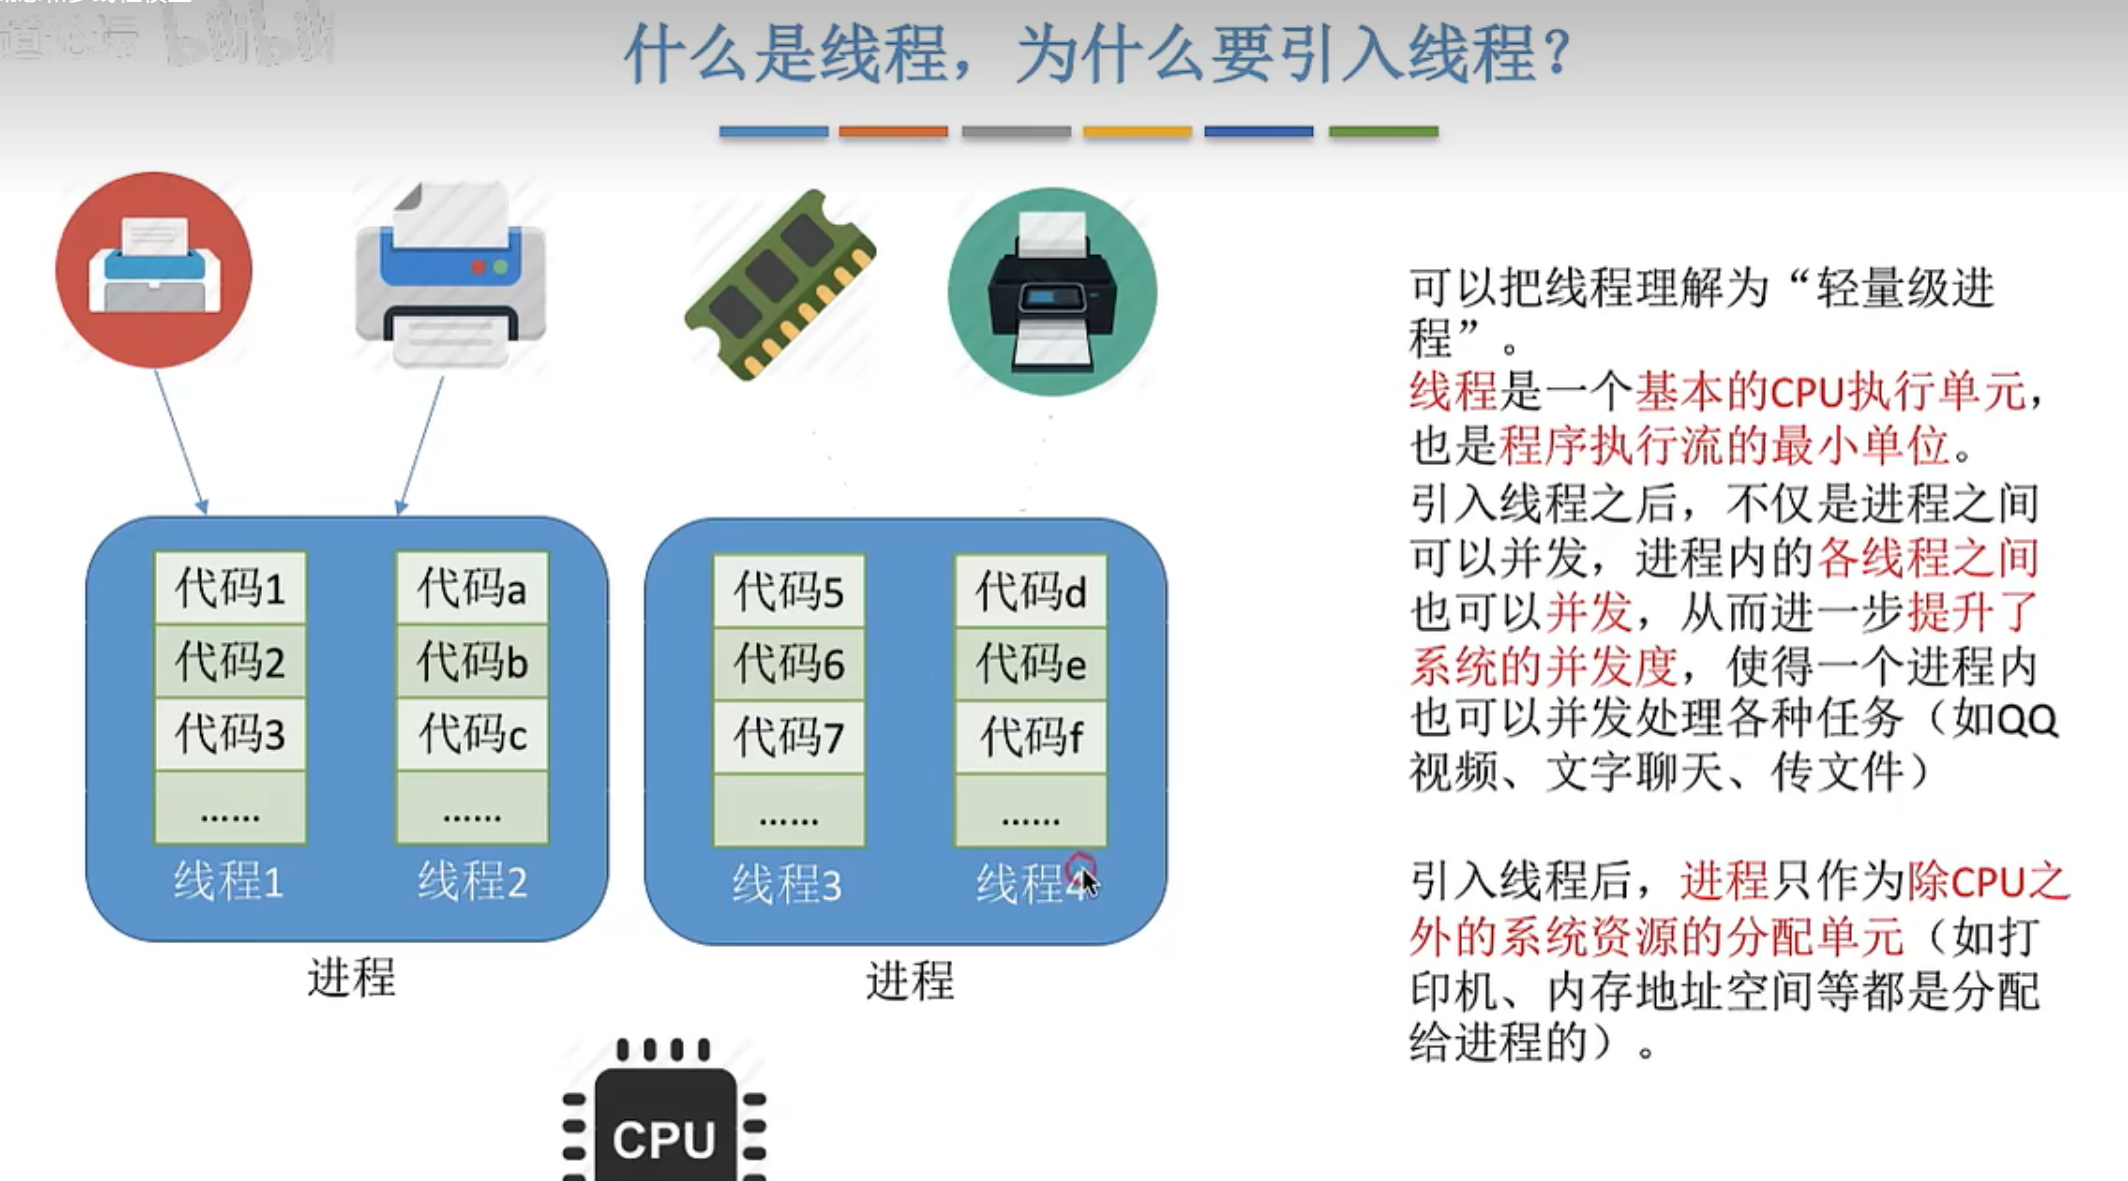 道论坛 bilibili
什么是线程，为什么要引入线程？
代码1
代码2
代码3
......
线程1
代码a
代码b
代码c
......
线程2
进程
代码5
代码6
代码7
......
线程3
代码d
代码e
代码f
......
线程4
进程
CPU
可以把线程理解为“轻量级进
程”。
线程是一个基本的CPU执行单元，
也是程序执行流的最小单位。
引入线程之后，不仅是进程之间
可以并发，进程内的各线程之间
也可以并发，从而进一步提升了
系统的并发度，使得一个进程内
也可以并发处理各种任务（如QQ
视频、文字聊天、传文件）
引入线程后，进程只作为除CPU之
外的系统资源的分配单元（如打
印机、内存地址空间等都是分配
给进程的）。